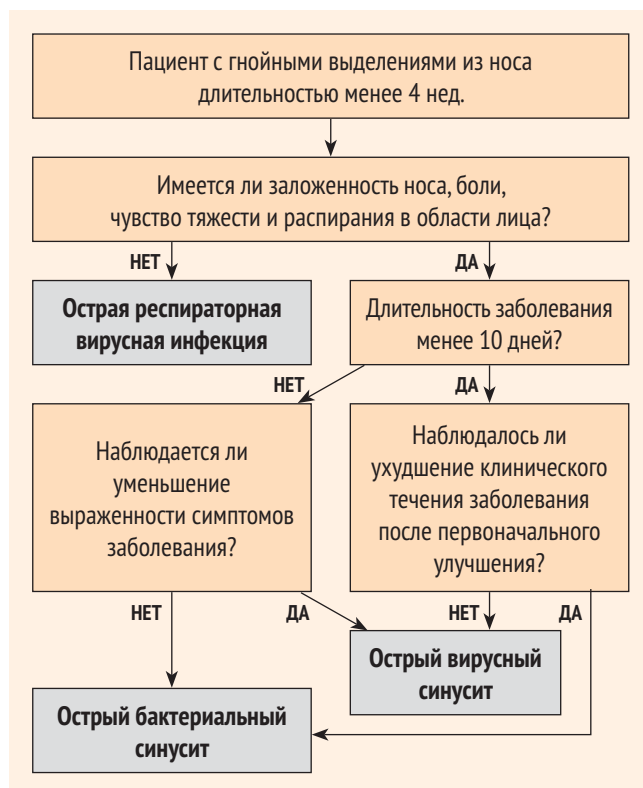 Пациент с гнойными выделениями из носа
длительностью менее 4 нед.
Имеется ли заложенность носа, боли,
чувство тяжести и распирания в области лица?
НЕТ
ДА
Острая респираторная
вирусная инфекция
Длительность заболевания
менее 10 дней?
НЕТ
ДА
Наблюдается ли
уменьшение
выраженности симптомов
заболевания?
Наблюдалось ли
ухудшение клинического
течения заболевания
после первоначального
улучшения?
НЕТ
ДА
НЕТ
ДА
Острый вирусный
синусит
Острый бактериальный
синусит